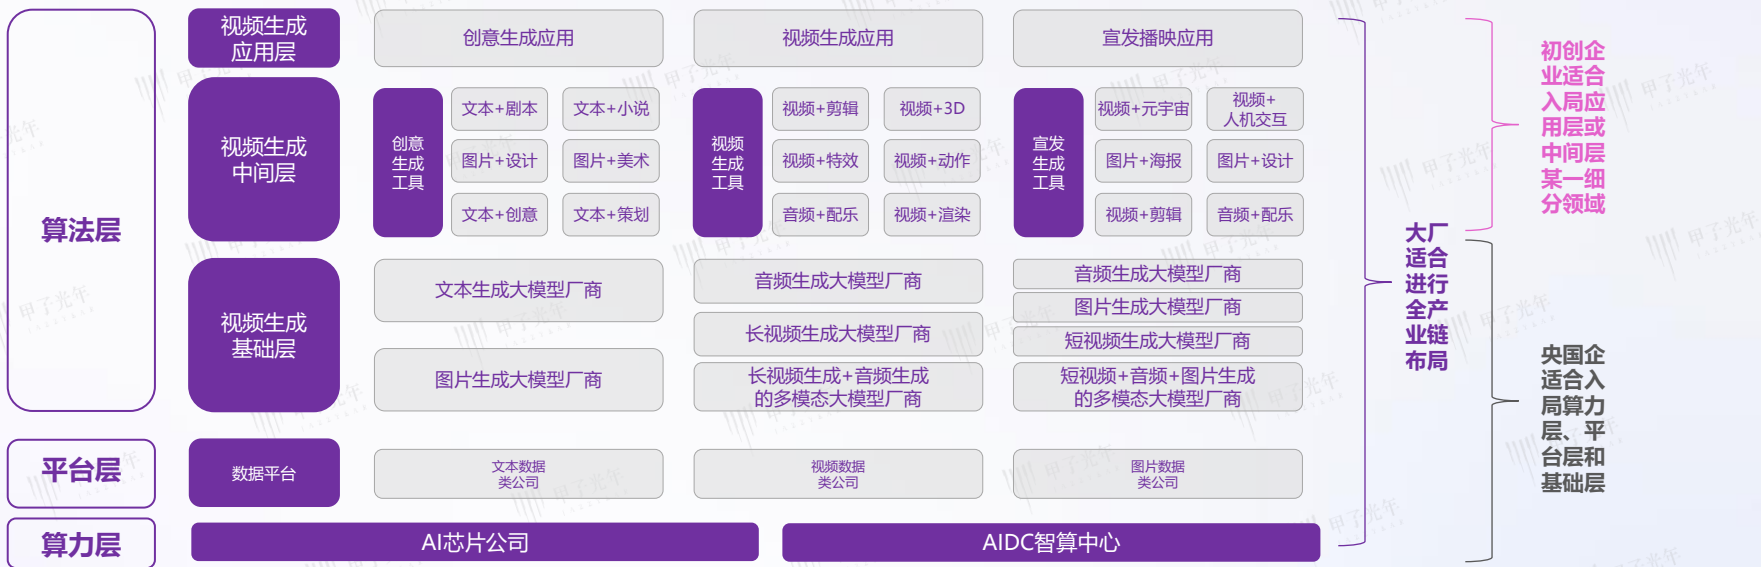 算法层
视频生成
应用层
创意生成应用
视频生成应用
宣发播映应用
视频生成
中间层
创意
生成
工具
文本+剧本
文本+小说
图片+设计
图片+美术
文本+创意
文本+策划
视频
生成
工具
视频+剪辑
视频+3D
视频+特效
视频+动作
音频+配乐
视频+渲染
宣发
生成
工具
视频+元宇宙
视频+
人机交互
图片+海报
图片+设计
视频+剪辑
音频+配乐
视频生成
基础层
文本生成大模型厂商
图片生成大模型厂商
音频生成大模型厂商
长视频生成大模型厂商
长视频生成+音频生成
的多模态大模型厂商
音频生成大模型厂商
图片生成大模型厂商
短视频生成大模型厂商
短视频+音频+图片生成
的多模态大模型厂商
平台层
数据平台
文本数据
类公司
视频数据
类公司
图片数据
类公司
算力层
AI芯片公司
AIDC智算中心
大厂
适合
进行
全产
业链
布局
初创企
业适合
入局应
用层或
中间层
某一细
分领域
央国企
适合入
局算力
层、平
台层和
基础层
甲子光年